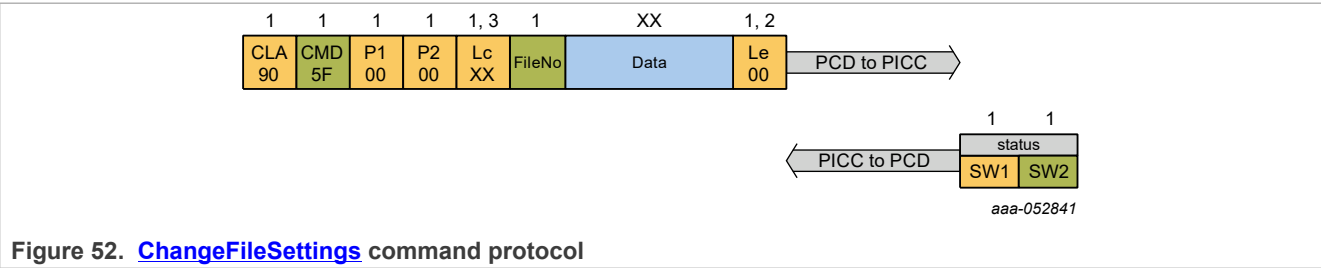 1 1 1 1 1, 3 1 XX 1, 2
CLA CMD P1 P2 Lc FileNo Data Le PCD to PICC
90 5F 00 00 XX 00
1 1
status
PICC to PCD SW1 SW2
aaa-052841
Figure 52. ChangeFileSettings command protocol